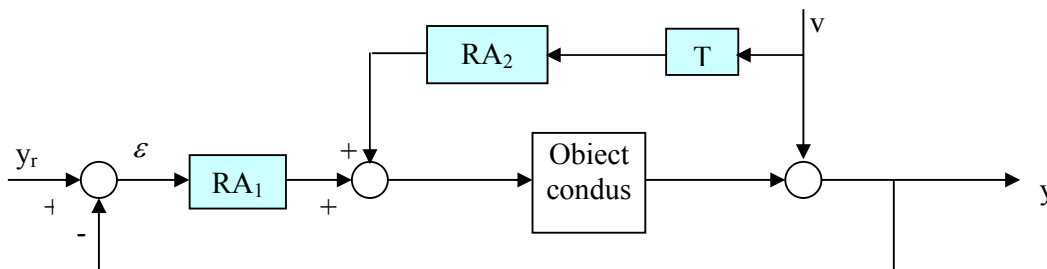 v
RA₂
T
yᵣ
ε
RA₁
+
+
+
-
Obiect
condus
y